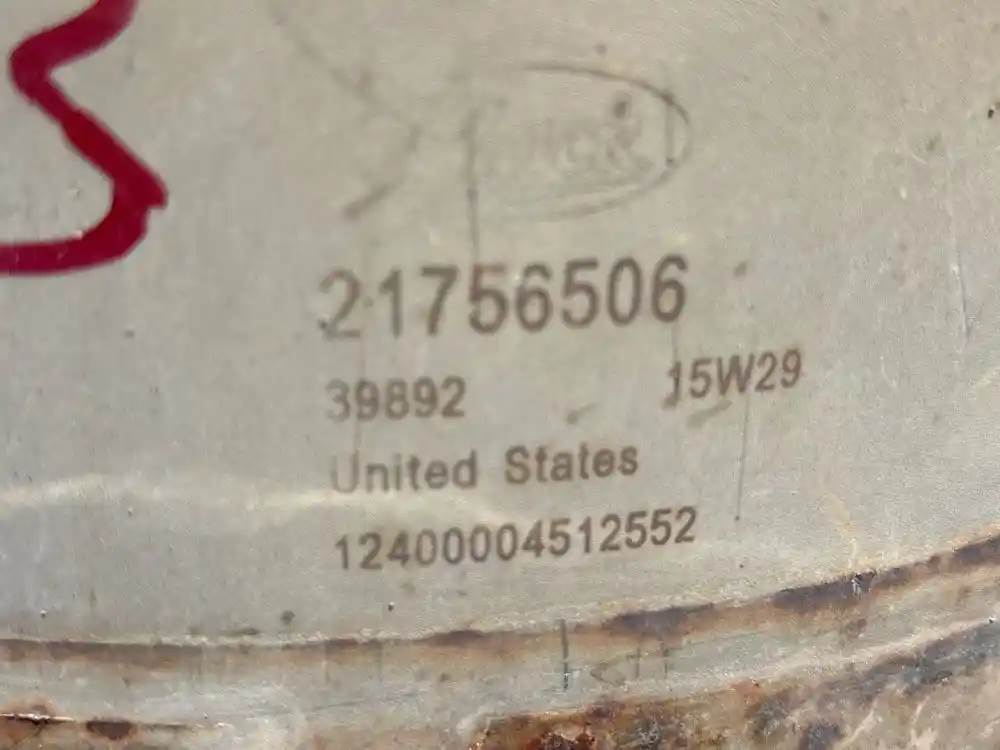 21756506
39892 15W29
United States
12400004512552